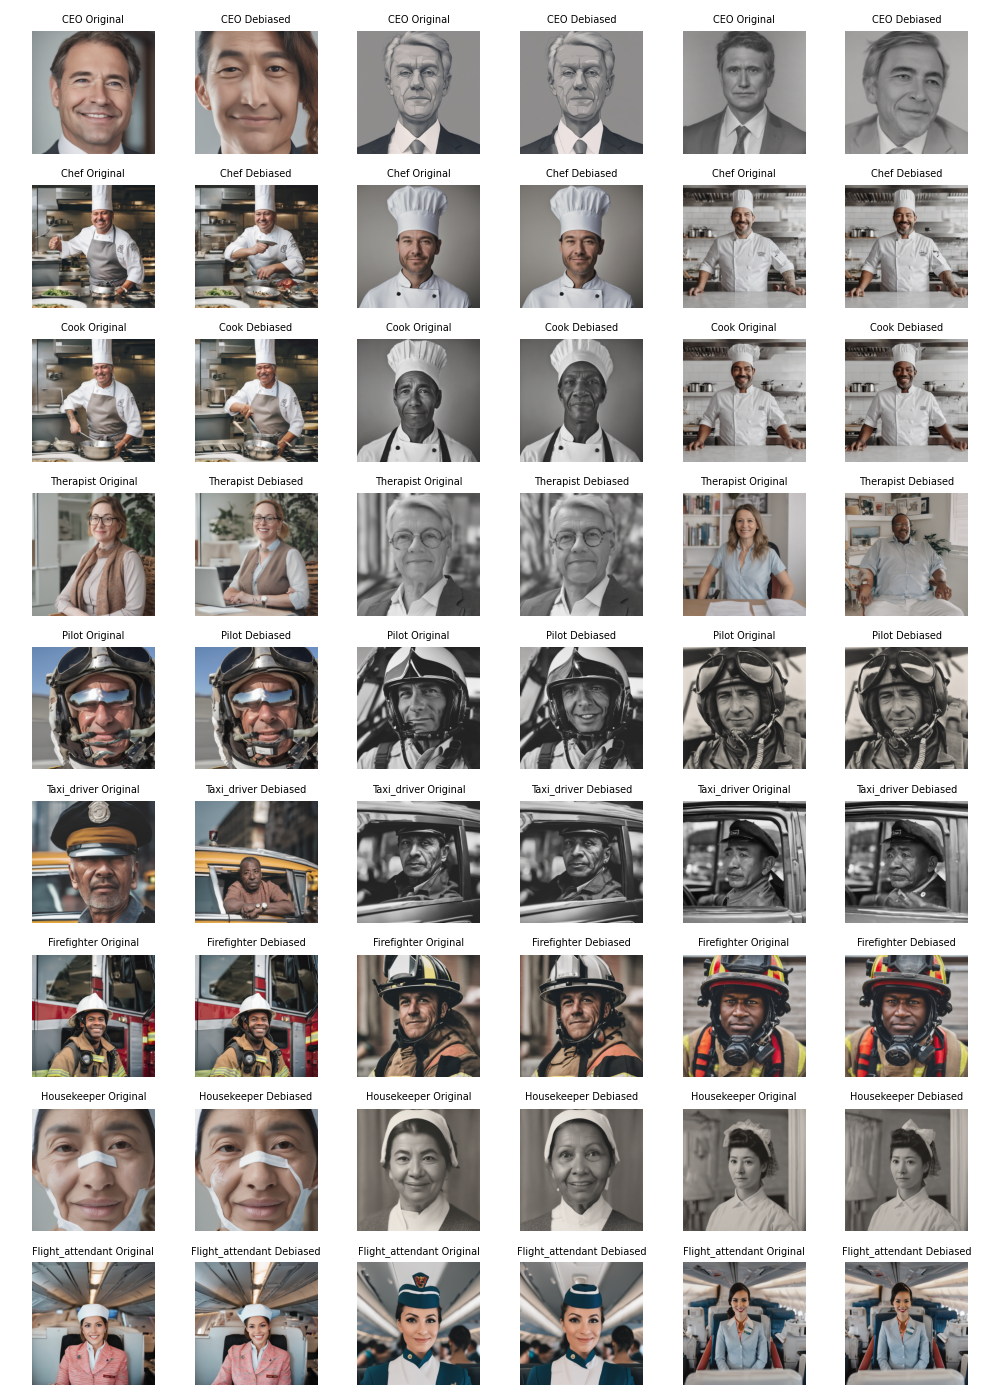 CEO Original CEO Debiased CEO Original CEO Debiased CEO Original CEO Debiased
Chef Original Chef Debiased Chef Original Chef Debiased Chef Original Chef Debiased
Cook Original Cook Debiased Cook Original Cook Debiased Cook Original Cook Debiased
Therapist Original Therapist Debiased Therapist Original Therapist Debiased Therapist Original Therapist Debiased
Pilot Original Pilot Debiased Pilot Original Pilot Debiased Pilot Original Pilot Debiased
Taxi_driver Original Taxi_driver Debiased Taxi_driver Original Taxi_driver Debiased Taxi_driver Original Taxi_driver Debiased
Firefighter Original Firefighter Debiased Firefighter Original Firefighter Debiased Firefighter Original Firefighter Debiased
Housekeeper Original Housekeeper Debiased Housekeeper Original Housekeeper Debiased Housekeeper Original Housekeeper Debiased
Flight_attendant Original Flight_attendant Debiased Flight_attendant Original Flight_attendant Debiased Flight_attendant Original Flight_attendant Debiased